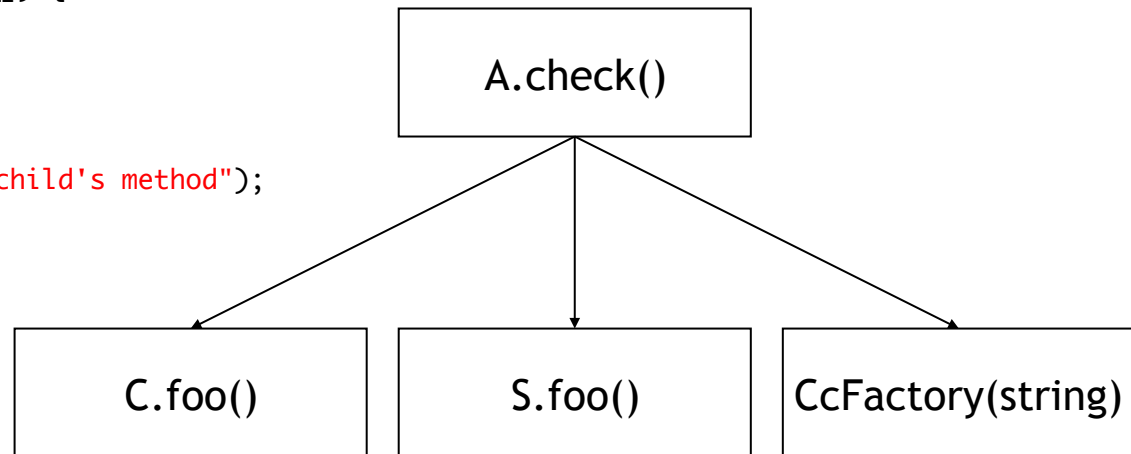 A.check()
child's method");
C.foo()
S.foo()
CcFactory(string)